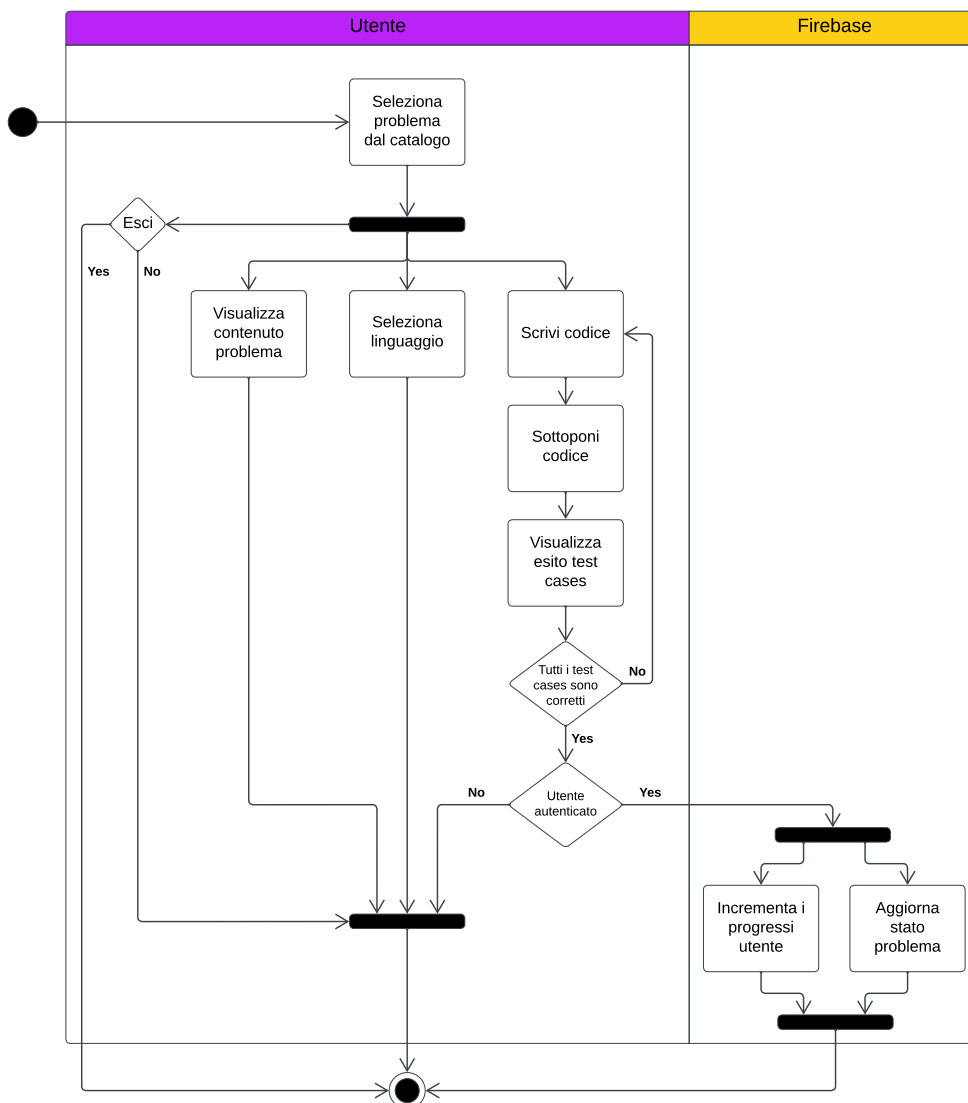 Utente
Firebase
Seleziona
problema
dal catalogo
Esci
Yes
No
Visualizza
contenuto
problema
Seleziona
linguaggio
Scrivi codice
Sottoponi
codice
Visualizza
esito test
cases
Tutti i test
cases sono
corretti
No
Yes
Utente
autenticato
No
Yes
Incrementa i
progressi
utente
Aggiorna
stato
problema